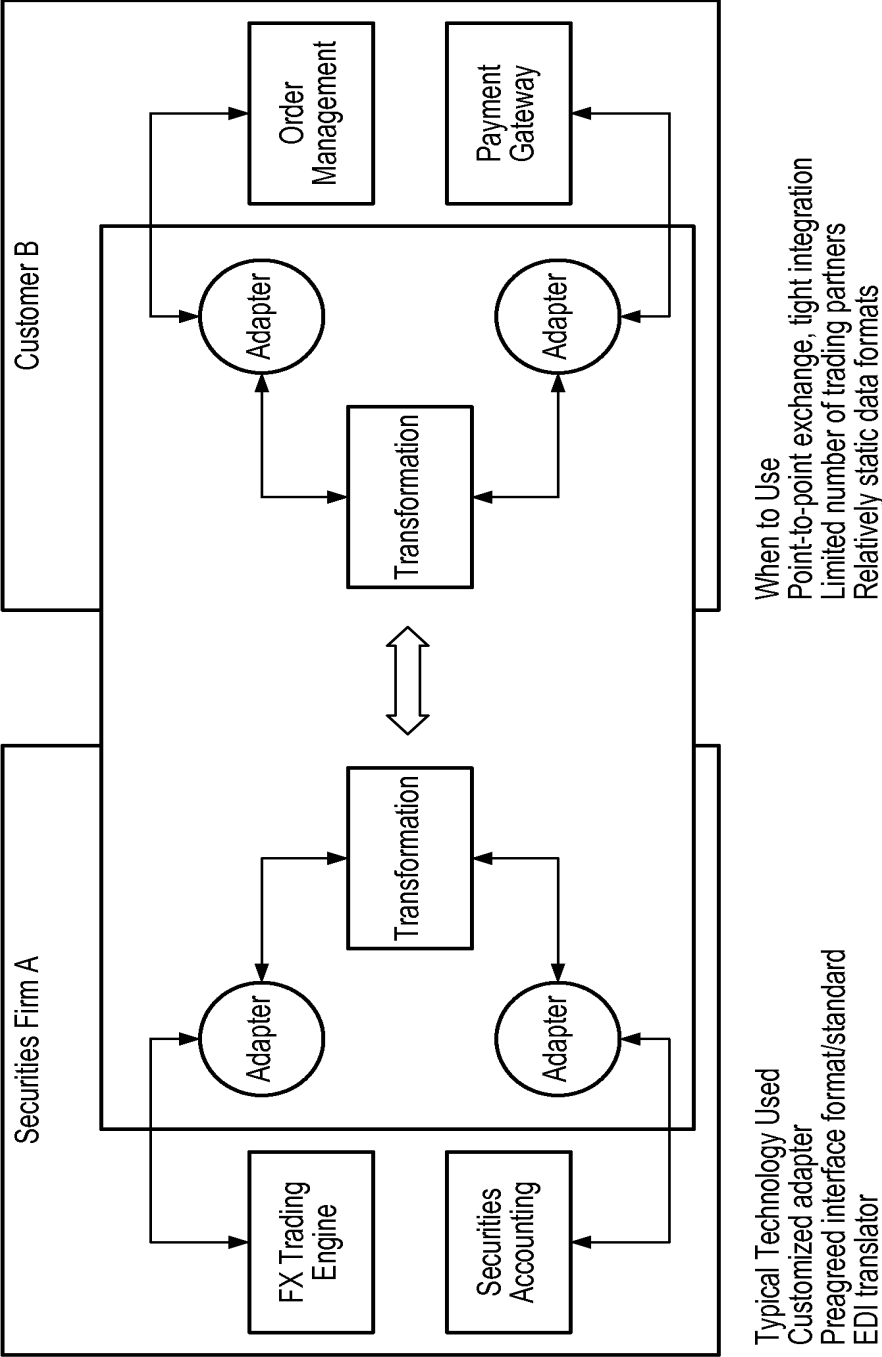 Securities Firm A
Customer B
FX Trading
Engine
Adapter
Adapter
Order
Management
Transformation
Transformation
Securities
Accounting
Adapter
Adapter
Payment
Gateway
Typical Technology Used
Customized adapter
Preagreed interface format/standard
EDI translator
When to Use
Point-to-point exchange, tight integration
Limited number of trading partners
Relatively static data formats